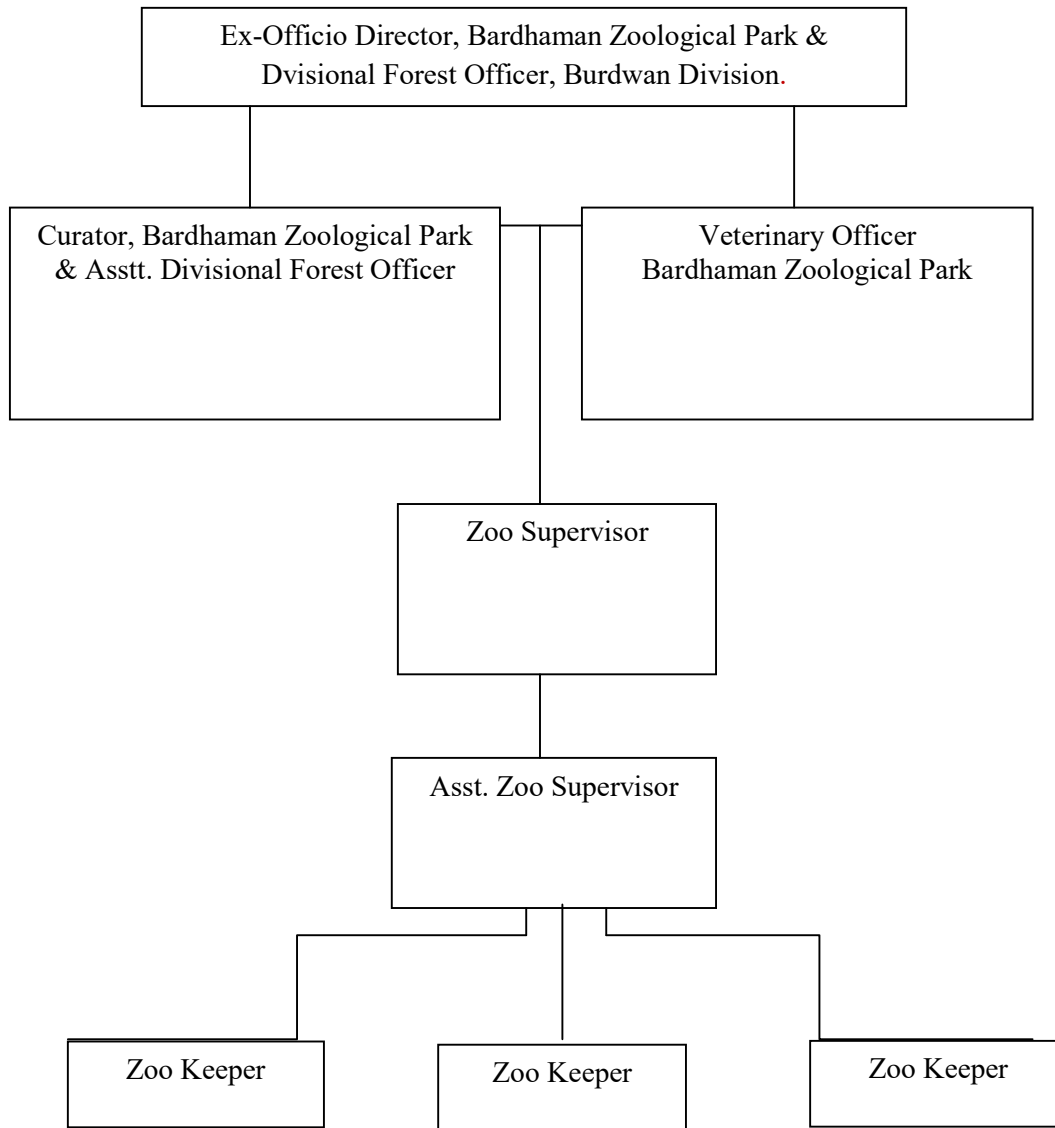 Ex-Officio Director, Bardhaman Zoological Park &
Dvisional Forest Officer, Burdwan Division.
Curator, Bardhaman Zoological Park
& Asstt. Divisional Forest Officer
Veterinary Officer
Bardhaman Zoological Park
Zoo Supervisor
Asst. Zoo Supervisor
Zoo Keeper
Zoo Keeper
Zoo Keeper